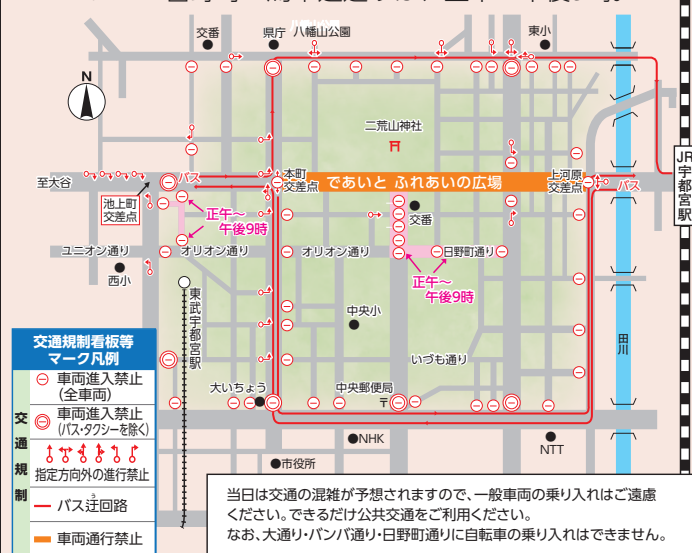 交番
県庁
八幡山公園
東小
N
二荒山神社
至大谷
バス
本町
交差点
であいと ふれあいの広場
上河原
交差点
バス
JR宇都宮駅
池上町
交差点
正午〜
午後9時
交番
ユニオン通り
オリオン通り
オリオン通り
日野町通り
西小
正午〜
午後9時
東武宇都宮駅
中央小
田川
いづも通り
大いちょう
中央郵便局
〒
NHK
NTT
市役所
交通規制看板等
マーク凡例
交通規制
車両進入禁止
(全車両)
車両進入禁止
(バス・タクシーを除く)
指定方向外の進行禁止
バス迂回路
う
車両通行禁止
当日は交通の混雑が予想されますので、一般車両の乗り入れはご遠慮
ください。できるだけ公共交通をご利用ください。
なお、大通り・バンバ通り・日野町通りに自転車の乗り入れはできません。